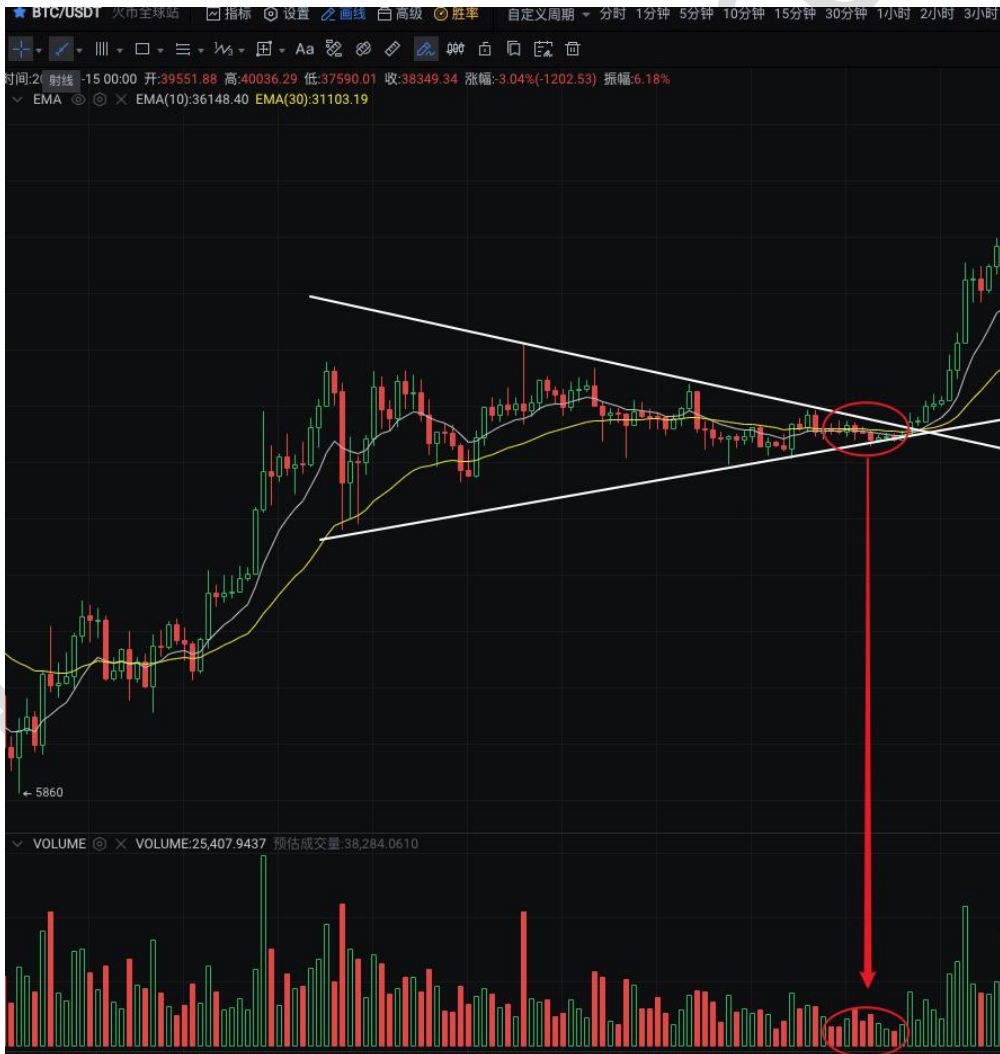 ★ BTC/USDT 火币全球站 指标 设置 画线 高级 胜率 自定义周期 分时 1分钟 5分钟 10分钟 15分钟 30分钟 1小时 2小时 3小时
Aa
时间:2 -15 00:00 开:39551.88 高:40036.29 低:37590.01 收:38349.34 涨幅:-3.04%(-1202.53) 振幅:6.18%
射线
EMA EMA(10):36148.40 EMA(30):31103.19
←5860
VOLUME VOLUME:25,407.9437 预估成交量:38,284.0610